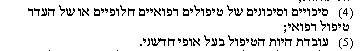 (4) סיכויים וסיכונים של טיפולים רפואיים חלופיים או של העדר
טיפול רפואי;
(5) עובדת היות הטיפול בעל אופי חדשני.